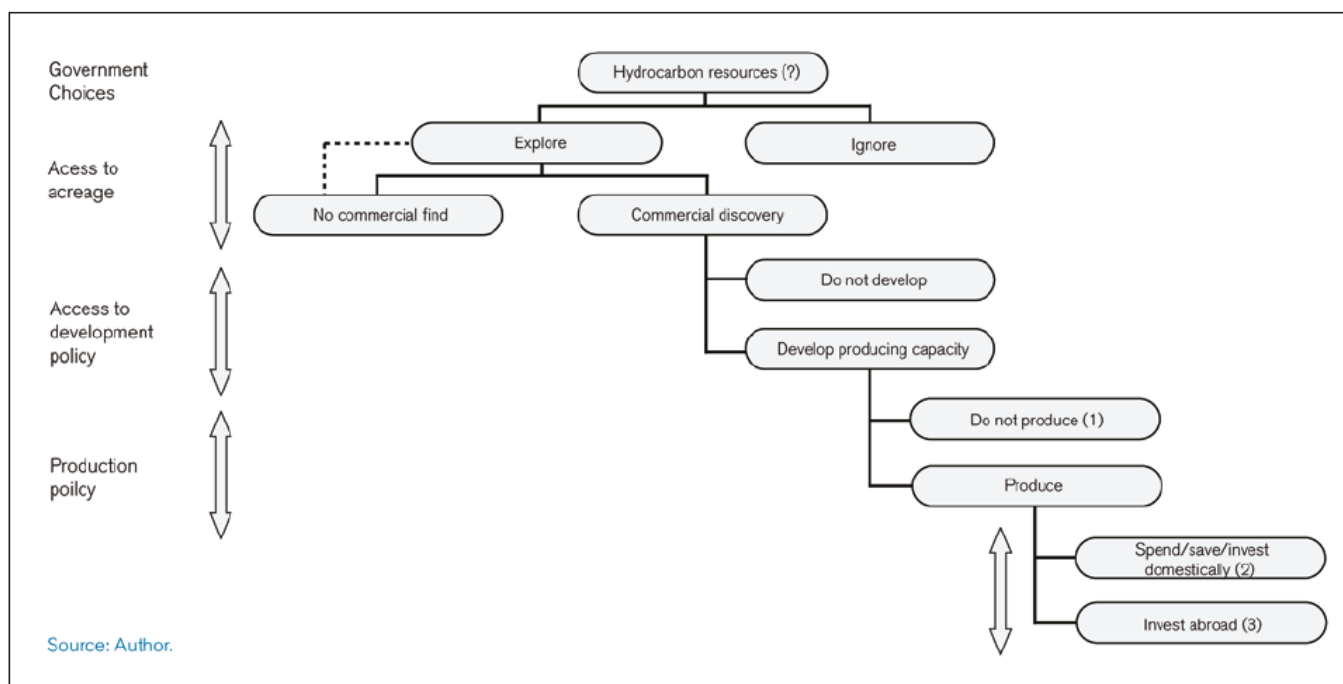 Government
Choices
Hydrocarbon resources (?)
Explore
Ignore
Acess to
acreage
No commercial find
Commercial discovery
Do not develop
Access to
development
policy
Develop producing capacity
Do not produce (1)
Production
poilcy
Produce
Spend/save/invest
domestically (2)
Invest abroad (3)
Source: Author.